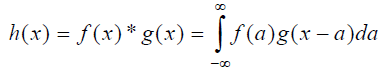 h(x) = f(x) * g(x) = ∫_{-∞}^{∞} f(a)g(x − a)da